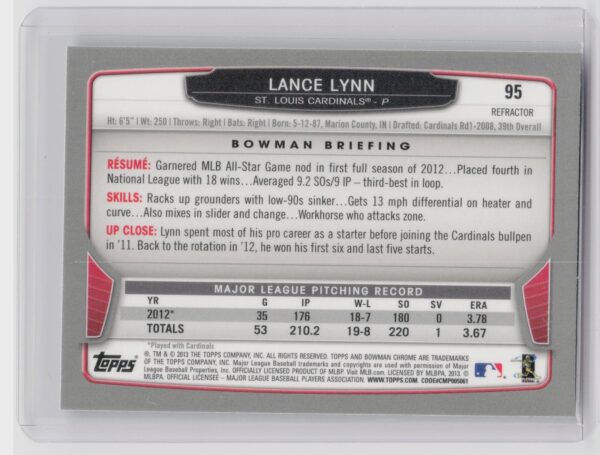 LANCE LYNN
ST. LOUIS CARDINALS® - P
95
REFRACTOR
Ht: 6'5" | Wt: 250 | Throws: Right | Bats: Right | Born: 5-12-87, Marion County, IN | Drafted: Cardinals Rd1-2008, 39th Overall
BOWMAN BRIEFING
RÉSUMÉ: Garnered MLB All-Star Game nod in first full season of 2012...Placed fourth in
National League with 18 wins...Averaged 9.2 SOs/9 IP – third-best in loop.
SKILLS: Racks up grounders with low-90s sinker...Gets 13 mph differential on heater and
curve...Also mixes in slider and change...Workhorse who attacks zone.
UP CLOSE: Lynn spent most of his pro career as a starter before joining the Cardinals bullpen
in '11. Back to the rotation in '12, he won his first six and last five starts.
MAJOR LEAGUE PITCHING RECORD
YR G IP W-L SO SV ERA
2012* 35 176 18-7 180 0 3.78
TOTALS 53 210.2 19-8 220 1 3.67
*Played with Cardinals
Topps
®, TM & © 2013 THE TOPPS COMPANY, INC. ALL RIGHTS RESERVED. TOPPS AND BOWMAN CHROME ARE TRADEMARKS
OF THE TOPPS COMPANY, INC. Major League Baseball trademarks and copyrights are used with permission of Major
League Baseball Properties, Inc. OFFICIALLY LICENSED PRODUCT OF MLBP. Visit MLB.com. LICENSED BY MLBPA, 2013. ©
MLBPA. OFFICIAL LICENSEE – MAJOR LEAGUE BASEBALL PLAYERS ASSOCIATION. WWW.TOPPS.COM. CODE#CMP005061